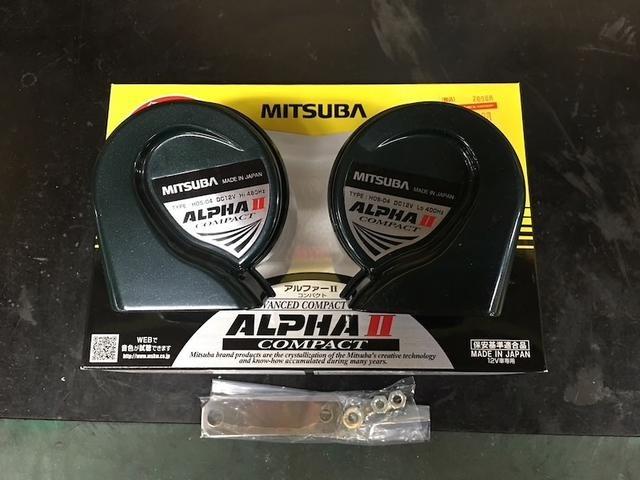 MITSUBA
MITSUBA MADE IN JAPAN
TYPE : HOS-04 DC12V Hi 480Hz
ALPHA II
COMPACT
MITSUBA MADE IN JAPAN
TYPE : HOS-04 DC12V Lo 400Hz
ALPHA II
COMPACT
アルファーII
コンパクト
VANCED COMPACT
ALPHA II
COMPACT
Mitsuba brand products are the crystallization of the Mitsuba's creative technology
and know-how accumulated during many years.
WEBで
音色が試聴できます
保安基準適合品
MADE IN JAPAN
12V車専用